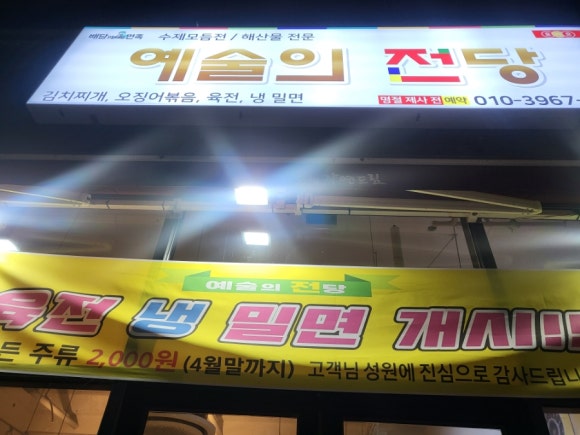 수제모듬전 / 해산물 전문
예술의 전당
김치찌개, 오징어볶음, 육전, 냉 밀면
명절 제사 전 예약 010-3967-
예술의 전당
육전 냉 밀면 개시!!
든 주류 2,000원 (4월말까지) 고객님 성원에 진심으로 감사드립니